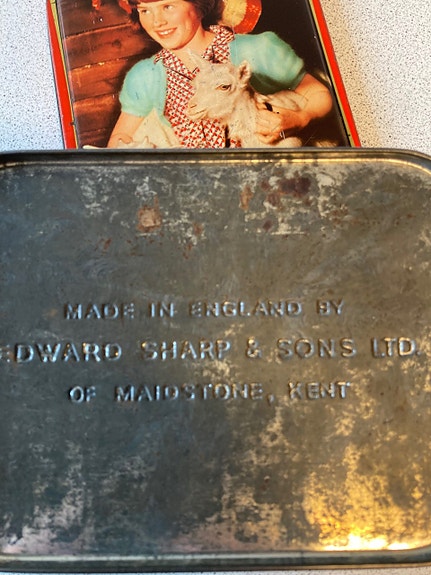 MADE IN ENGLAND BY
EDWARD SHARP & SONS LTD.
OF MAIDSTONE, KENT